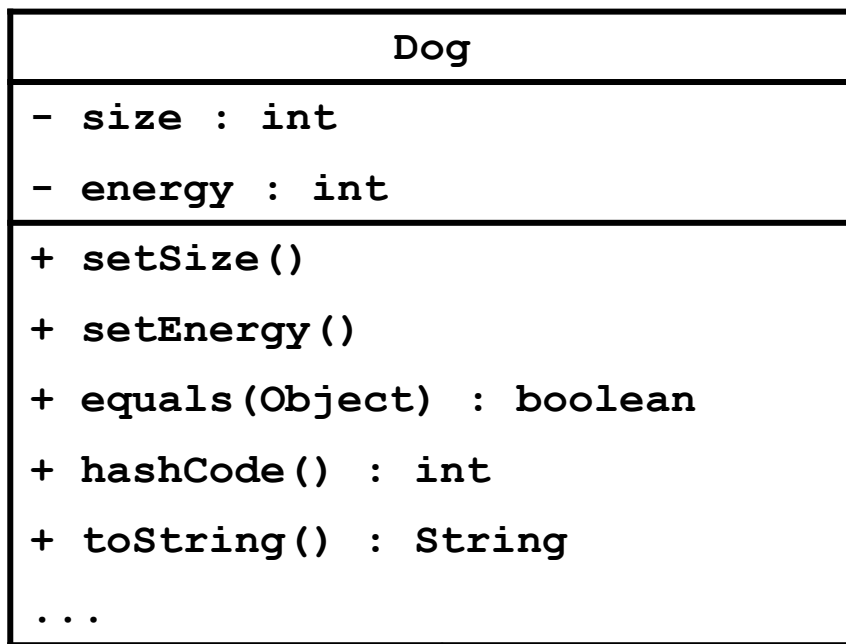 Dog
- size : int
- energy : int
+ setSize()
+ setEnergy()
+ equals(Object) : boolean
+ hashCode() : int
+ toString() : String
...